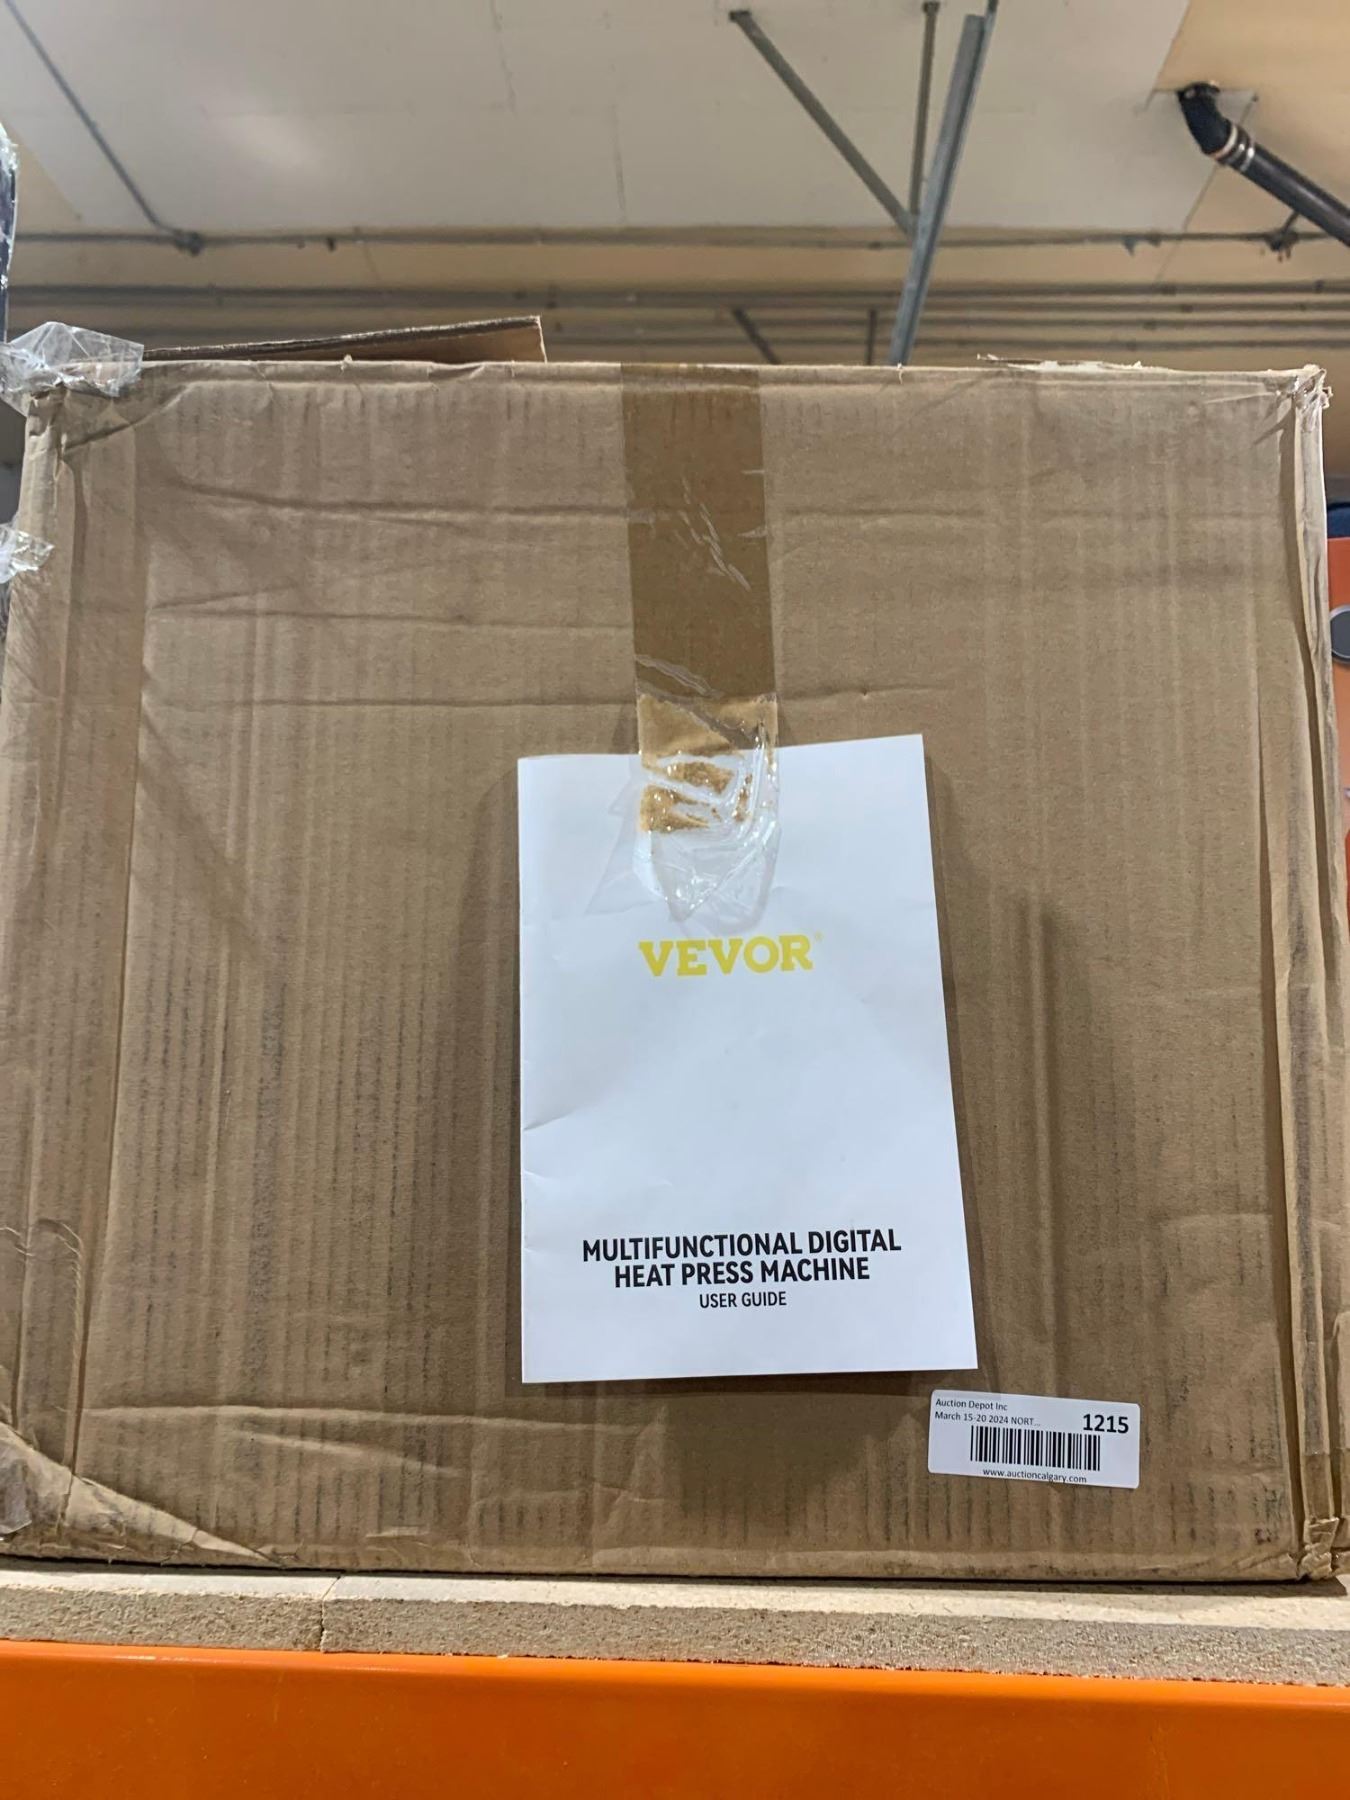 VEVOR®
MULTIFUNCTIONAL DIGITAL
HEAT PRESS MACHINE
USER GUIDE
Auction Depot Inc
March 15-20 2024 NORT...
1215
www.auctioncalgary.com